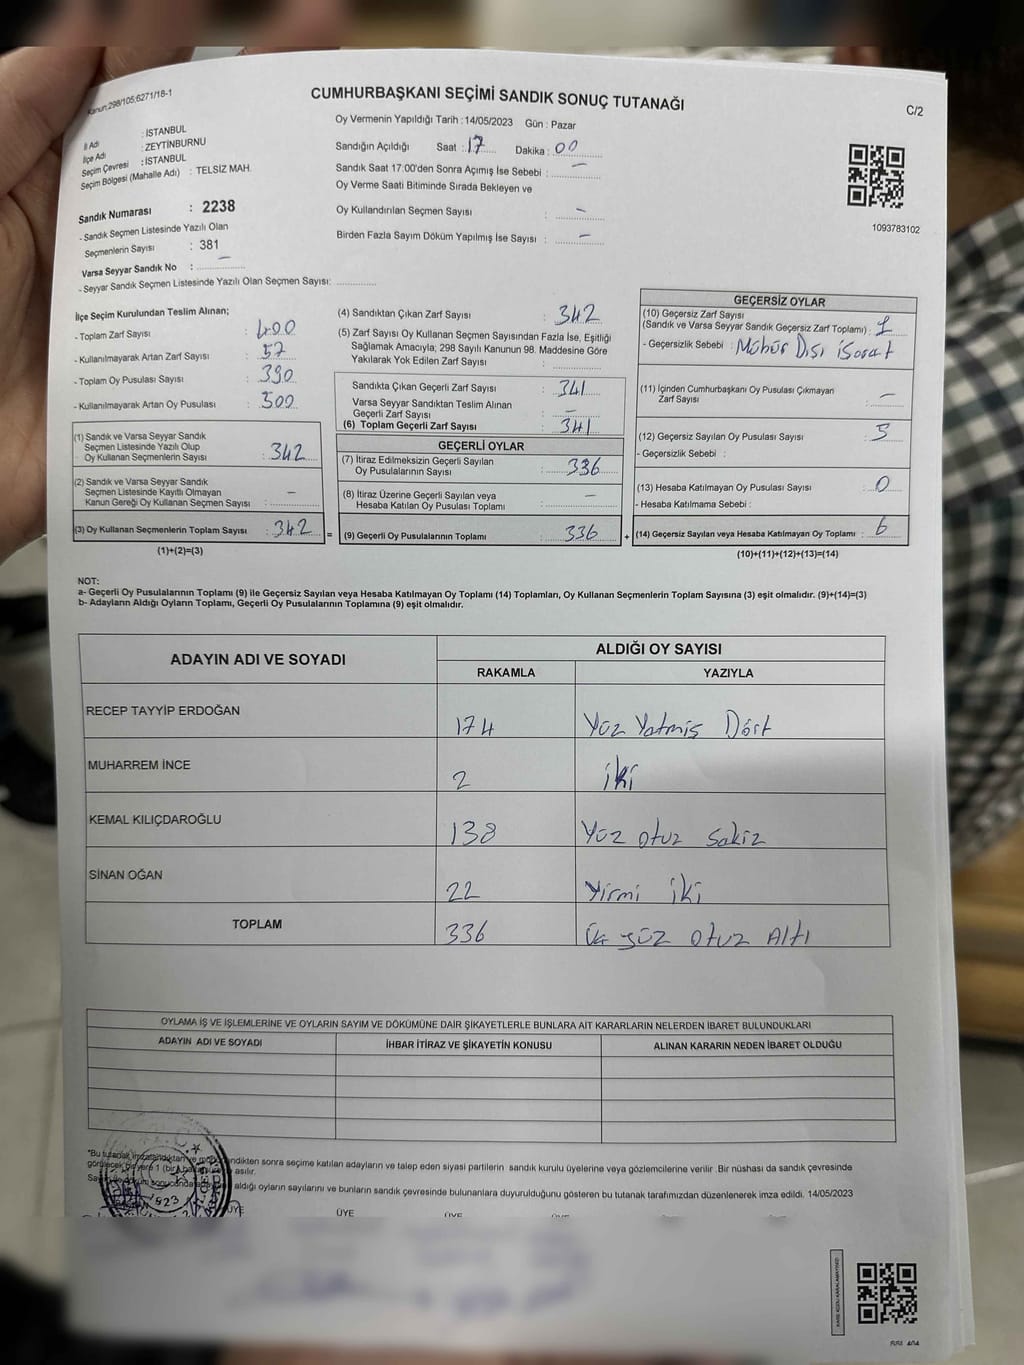 Kanun:298/105;6271/18-1
CUMHURBAŞKANI SEÇİMİ SANDIK SONUÇ TUTANAĞI
C/2
İl Adı : İSTANBUL
İlçe Adı : ZEYTİNBURNU
Seçim Çevresi : İSTANBUL
Seçim Bölgesi (Mahalle Adı) : TELSİZ MAH.
Sandık Numarası : 2238
- Sandık Seçmen Listesinde Yazılı Olan
Seçmenlerin Sayısı : 381
Varsa Seyyar Sandık No : –
- Seyyar Sandık Seçmen Listesinde Yazılı Olan Seçmen Sayısı:
Oy Vermenin Yapıldığı Tarih : 14/05/2023 Gün : Pazar
Sandığın Açıldığı Saat : 17 Dakika : 00
Sandık Saat 17:00'den Sonra Açımış İse Sebebi : –
Oy Verme Saati Bitiminde Sırada Bekleyen ve
Oy Kullandırılan Seçmen Sayısı : –
Birden Fazla Sayım Döküm Yapılmış İse Sayısı : –
1093783102
İlçe Seçim Kurulundan Teslim Alınan;
- Toplam Zarf Sayısı : 400
- Kullanılmayarak Artan Zarf Sayısı : 57
- Toplam Oy Pusulası Sayısı : 390
- Kullanılmayarak Artan Oy Pusulası : 500
(1) Sandık ve Varsa Seyyar Sandık
Seçmen Listesinde Yazılı Olup
Oy Kullanan Seçmenlerin Sayısı : 342
(2) Sandık ve Varsa Seyyar Sandık
Seçmen Listesinde Kayıtlı Olmayan
Kanun Gereği Oy Kullanan Seçmen Sayısı : –
(3) Oy Kullanan Seçmenlerin Toplam Sayısı : 342
(1)+(2)=(3)
(4) Sandıktan Çıkan Zarf Sayısı : 342
(5) Zarf Sayısı Oy Kullanan Seçmen Sayısından Fazla İse, Eşitliği
Sağlamak Amacıyla, 298 Sayılı Kanunun 98. Maddesine Göre
Yakılarak Yok Edilen Zarf Sayısı :
Sandıkta Çıkan Geçerli Zarf Sayısı : 341
Varsa Seyyar Sandıktan Teslim Alınan
Geçerli Zarf Sayısı : –
(6) Toplam Geçerli Zarf Sayısı : 341
GEÇERLİ OYLAR
(7) İtiraz Edilmeksizin Geçerli Sayılan
Oy Pusulalarının Sayısı : 336
(8) İtiraz Üzerine Geçerli Sayılan veya
Hesaba Katılan Oy Pusulası Toplamı : –
= (9) Geçerli Oy Pusulalarının Toplamı : 336 +
GEÇERSİZ OYLAR
(10) Geçersiz Zarf Sayısı
(Sandık ve Varsa Seyyar Sandık Geçersiz Zarf Toplamı) : 1
- Geçersizlik Sebebi : Mühür Dışı işarat
(11) İçinden Cumhurbaşkanı Oy Pusulası Çıkmayan
Zarf Sayısı : –
(12) Geçersiz Sayılan Oy Pusulası Sayısı : 5
- Geçersizlik Sebebi :
(13) Hesaba Katılmayan Oy Pusulası Sayısı : 0
- Hesaba Katılmama Sebebi :
(14) Geçersiz Sayılan veya Hesaba Katılmayan Oy Toplamı : 6
(10)+(11)+(12)+(13)=(14)
NOT:
a- Geçerli Oy Pusulalarının Toplamı (9) ile Geçersiz Sayılan veya Hesaba Katılmayan Oy Toplamı (14) Toplamları, Oy Kullanan Seçmenlerin Toplam Sayısına (3) eşit olmalıdır. (9)+(14)=(3)
b- Adayların Aldığı Oyların Toplamı, Geçerli Oy Pusulalarının Toplamına (9) eşit olmalıdır.
ADAYIN ADI VE SOYADI
ALDIĞI OY SAYISI
RAKAMLA YAZIYLA
RECEP TAYYİP ERDOĞAN 174 Yüz Yatmiş Dört
MUHARREM İNCE 2 iki
KEMAL KILIÇDAROĞLU 138 Yüz otuz sakiz
SİNAN OĞAN 22 Yirmi iki
TOPLAM 336 üç yüz otuz Altı
OYLAMA İŞ VE İŞLEMLERİNE VE OYLARIN SAYIM VE DÖKÜMÜNE DAİR ŞİKAYETLERLE BUNLARA AİT KARARLARIN NELERDEN İBARET BULUNDUKLARI
ADAYIN ADI VE SOYADI İHBAR İTİRAZ VE ŞİKAYETİN KONUSU ALINAN KARARIN NEDEN İBARET OLDUĞU
*Bu tutanak imzalandıktan ve mühürlendikten sonra seçime katılan adayların ve talep eden siyasi partilerin sandık kurulu üyelerine veya gözlemcilerine verilir. Bir nüshası da sandık çevresinde
görülecek bir yere 1 (bir) asılır.
aldığı oyların sayılarını ve bunların sandık çevresinde bulunanlara duyurulduğunu gösteren bu tutanak tarafımızdan düzenlenerek imza edildi. 14/05/2023
ÜYE ÜYE ÜYE